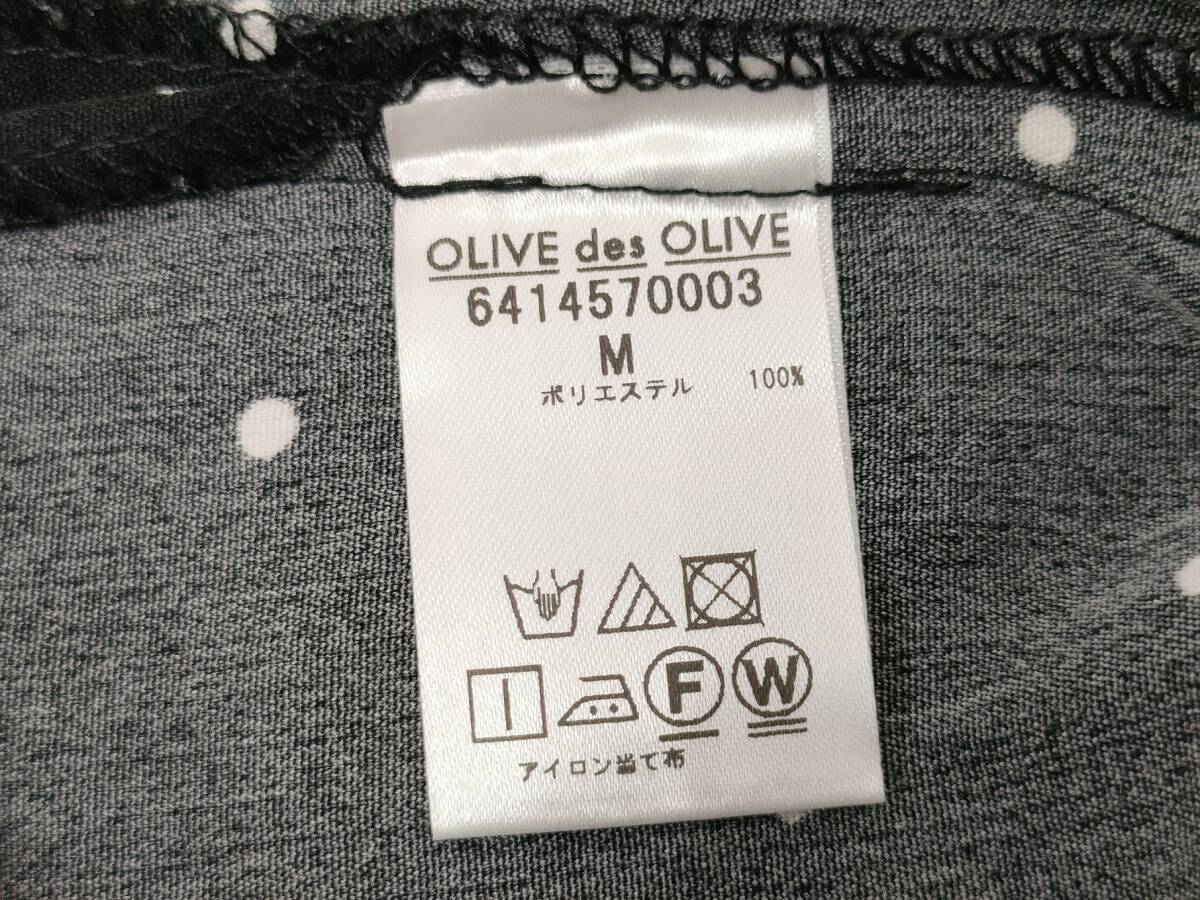 OLIVE des OLIVE
6414570003
M
ポリエステル 100%
F W
アイロン当て布